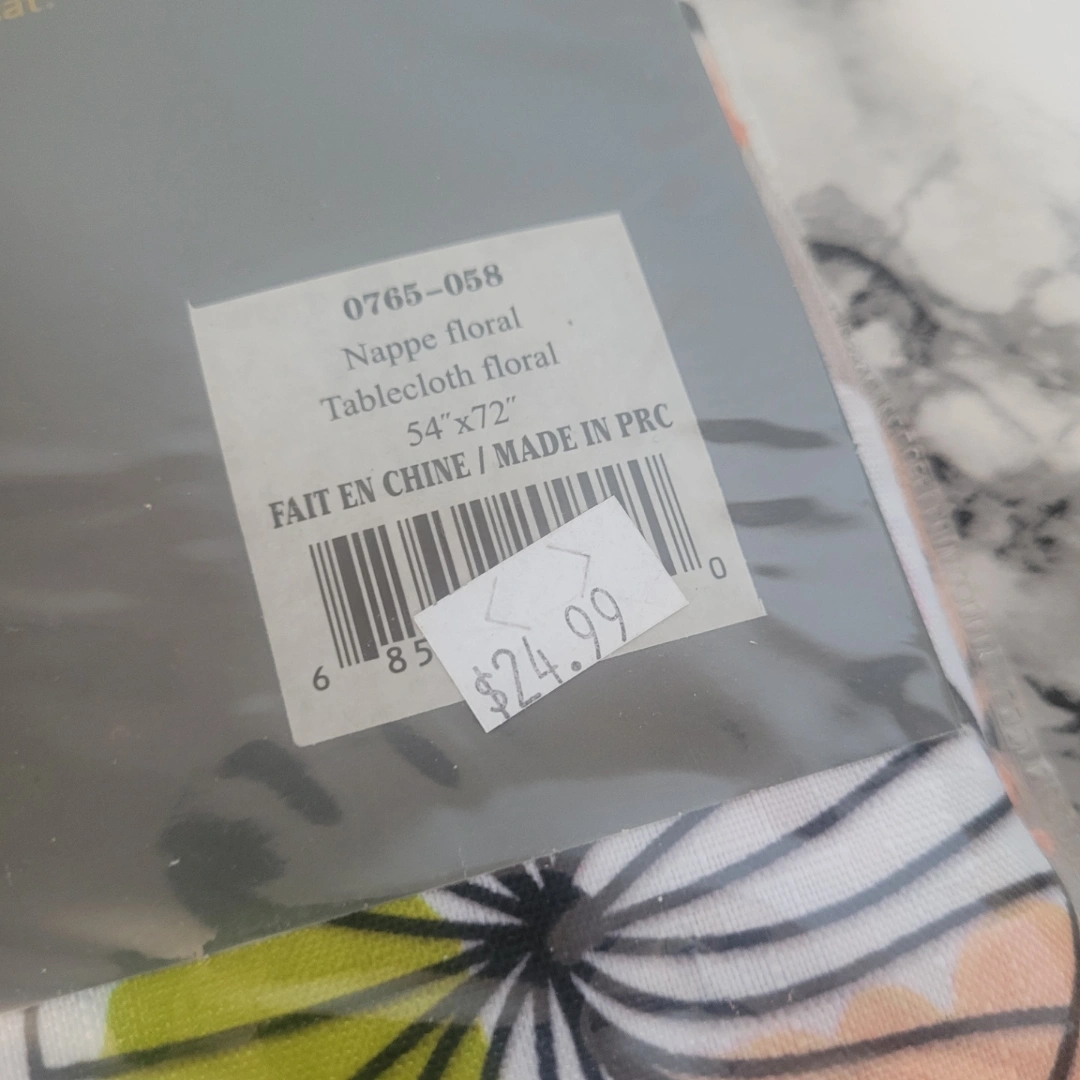 at.
0765-058
Nappe floral
Tablecloth floral
54"x72"
FAIT EN CHINE / MADE IN PRC
6 85 0
$24.99